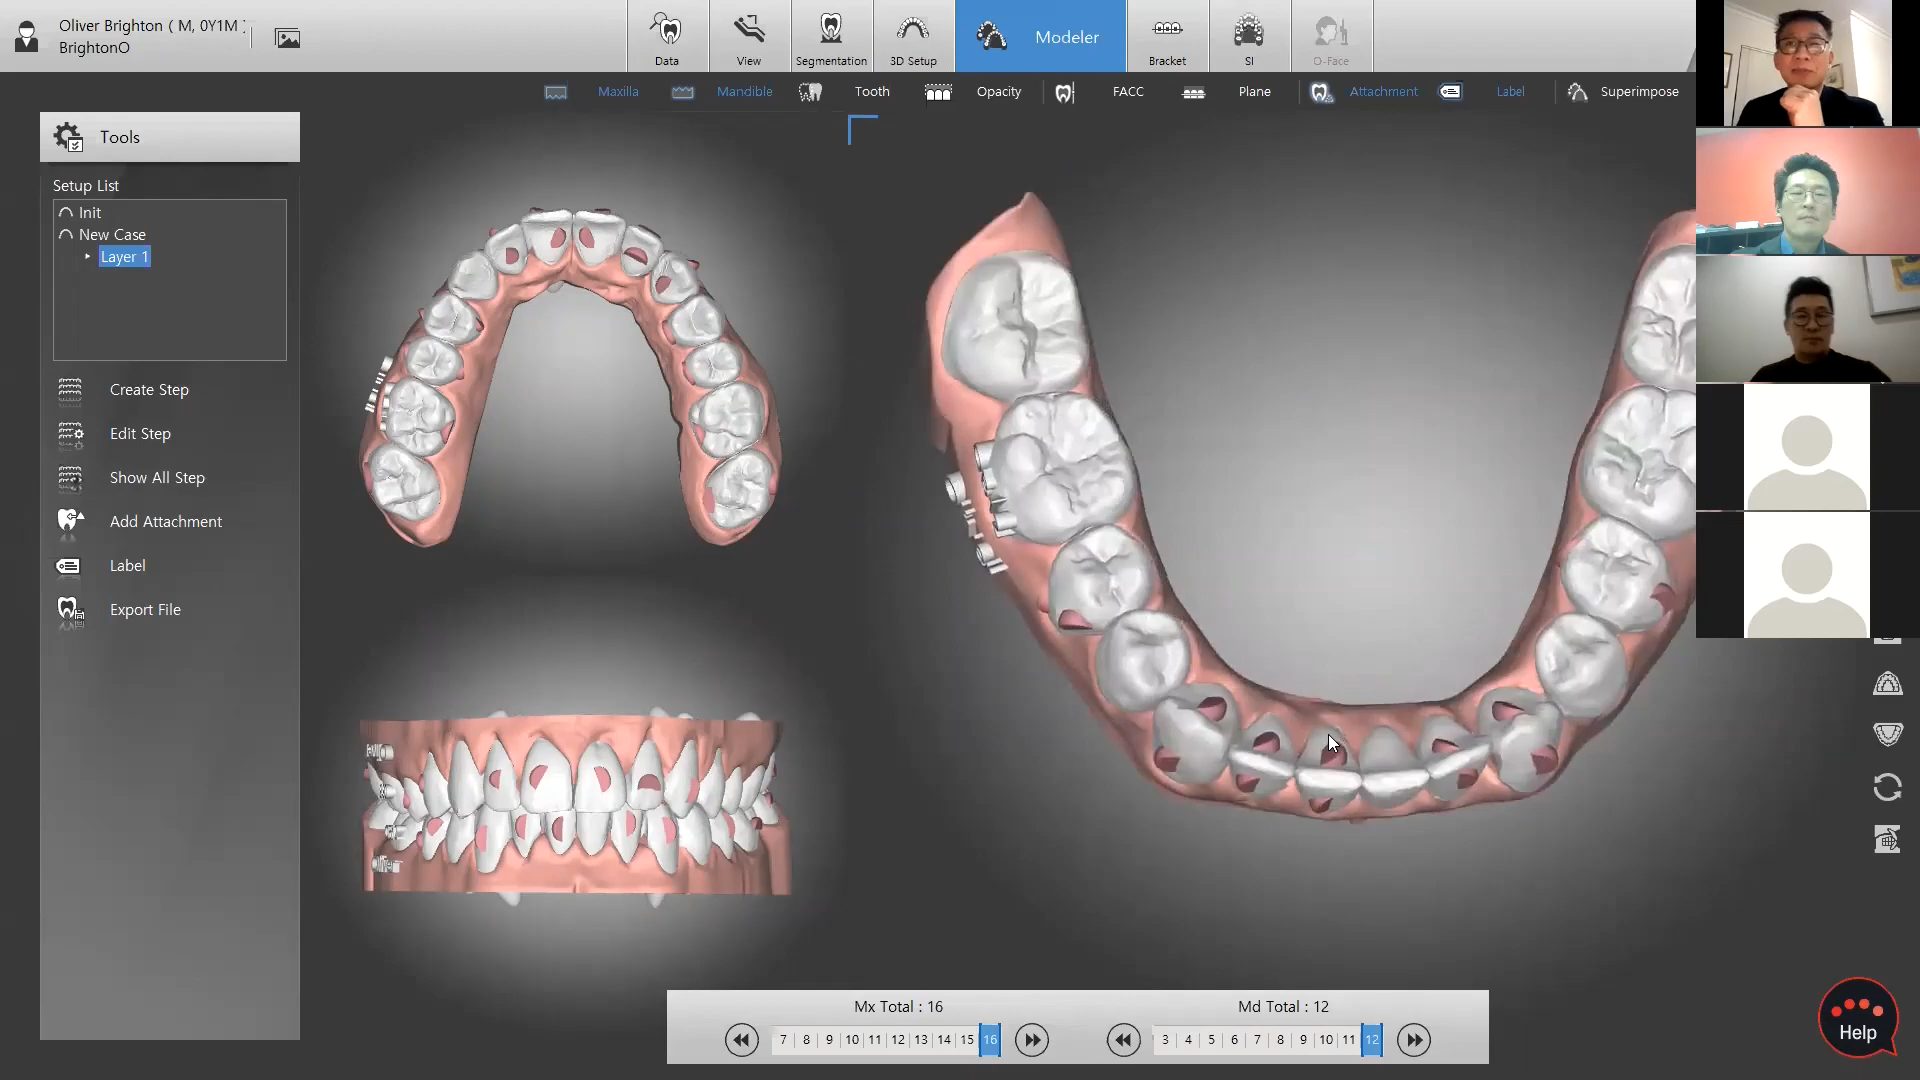 Oliver Brighton ( M, 0Y1M )
BrightonO
Data
View
Segmentation
3D Setup
Modeler
Bracket
SI
O-Face
Maxilla
Mandible
Tooth
Opacity
FACC
Plane
Attachment
Label
Superimpose
Tools
Setup List
Init
New Case
Layer 1
Create Step
Edit Step
Show All Step
Add Attachment
Label
Export File
Mx Total : 16
7 8 9 10 11 12 13 14 15 16
Md Total : 12
3 4 5 6 7 8 9 10 11 12
Help